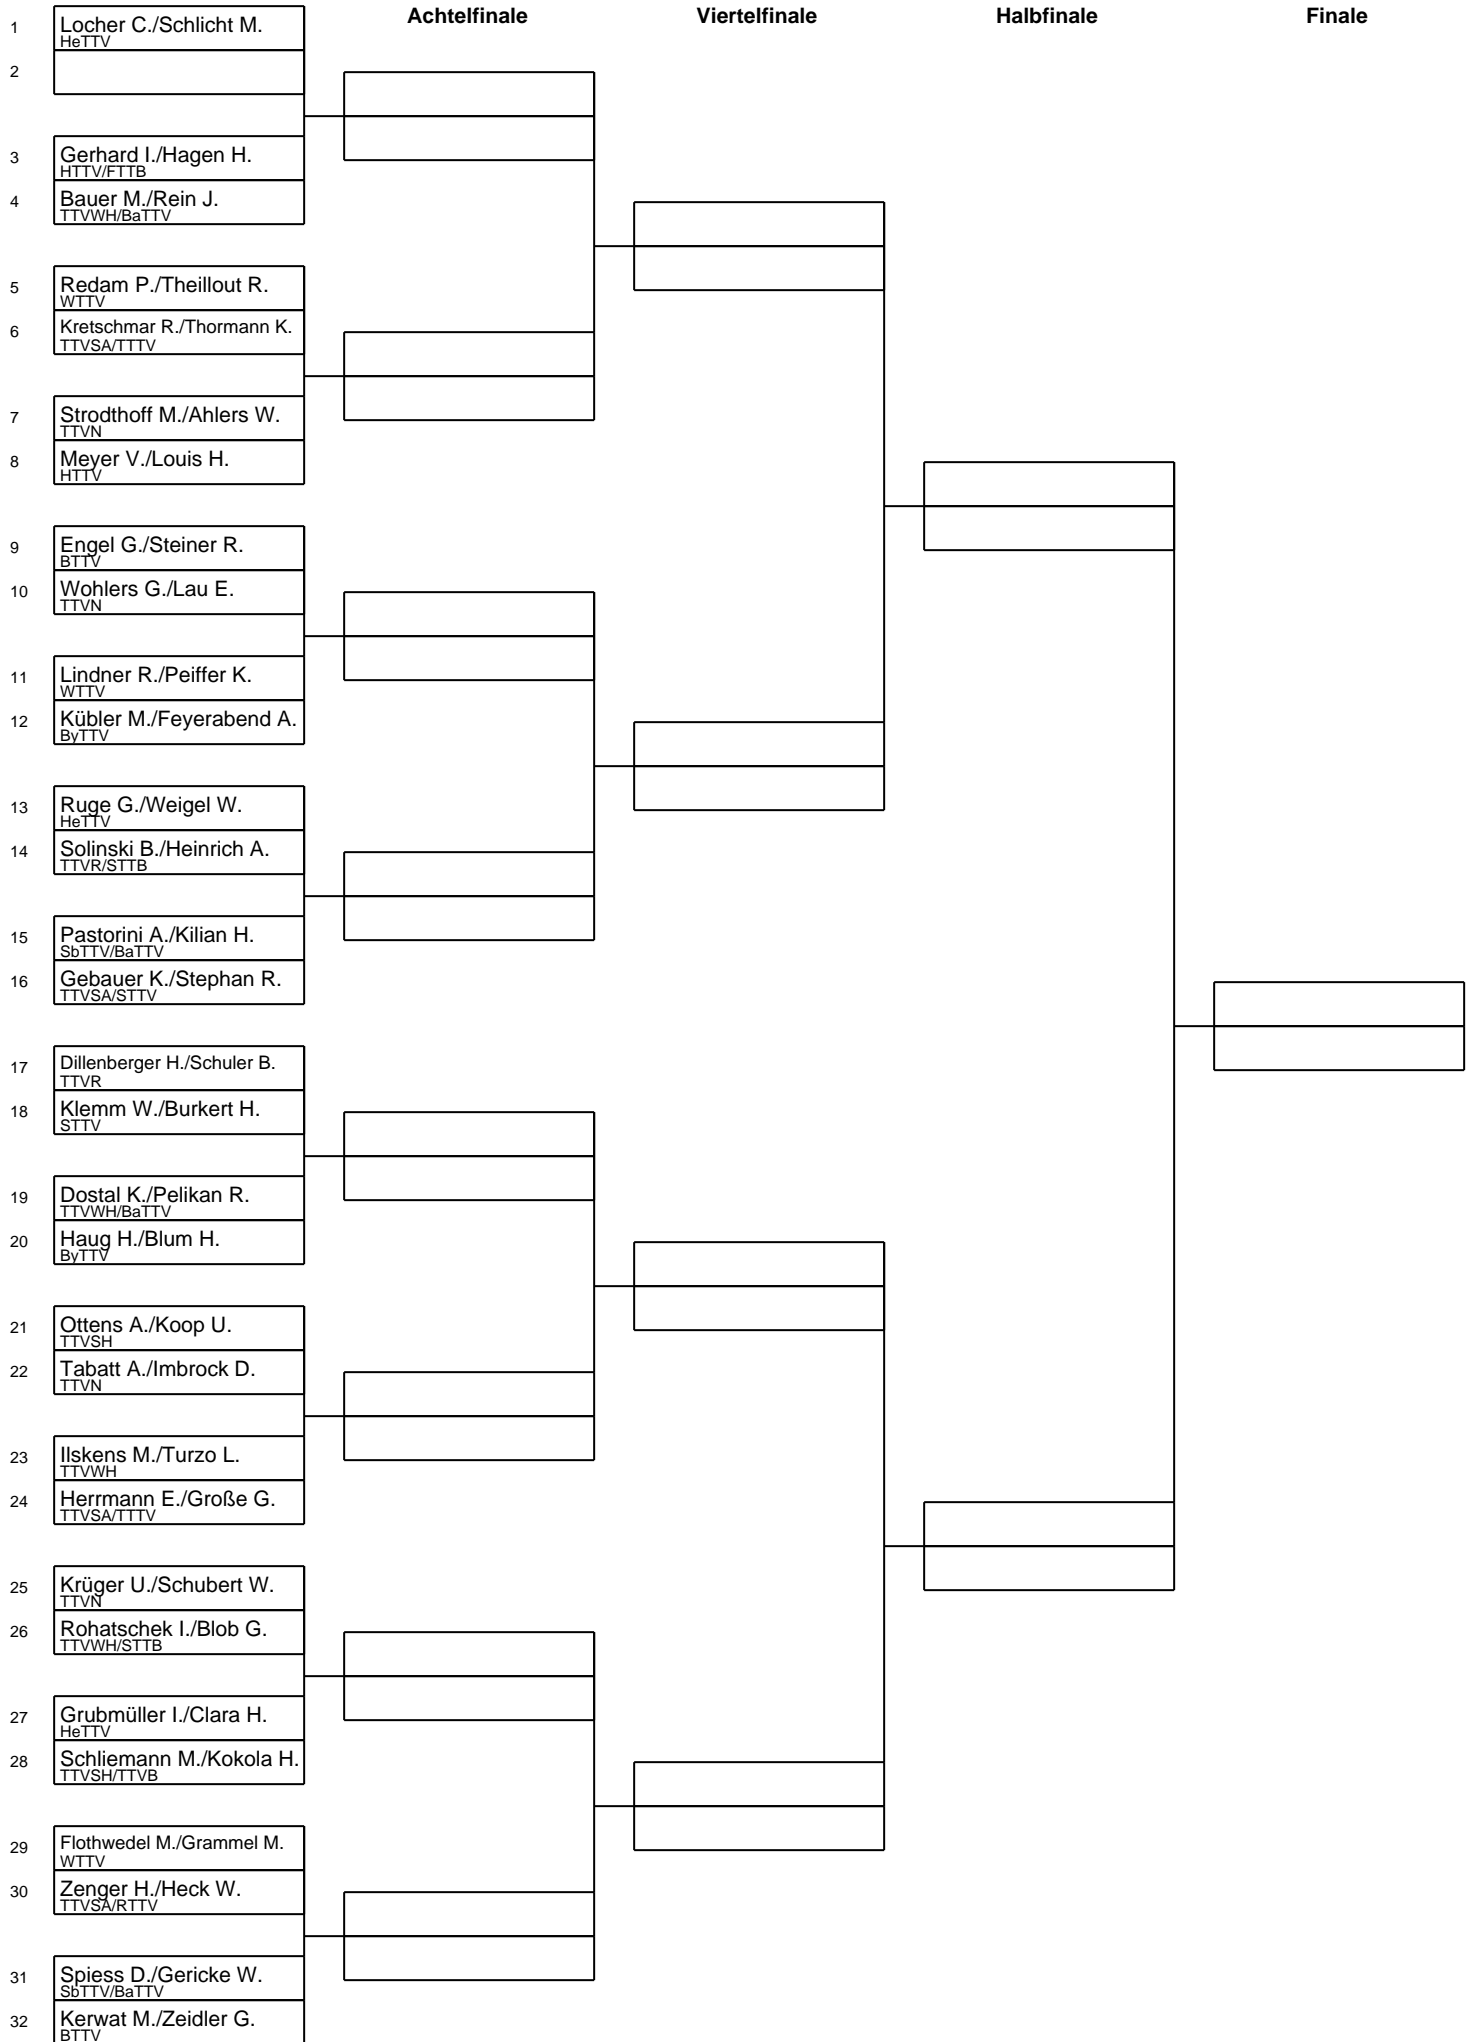 Achtelfinale Viertelfinale Halbfinale Finale
1 Locher C./Schlicht M.
HeTTV
2
3 Gerhard I./Hagen H.
HTTV/FTTB
4 Bauer M./Rein J.
TTVWH/BaTTV
5 Redam P./Theillout R.
WTTV
6 Kretschmar R./Thormann K.
TTVSA/TTTV
7 Strodthoff M./Ahlers W.
TTVN
8 Meyer V./Louis H.
HTTV
9 Engel G./Steiner R.
BTTV
10 Wohlers G./Lau E.
TTVN
11 Lindner R./Peiffer K.
WTTV
12 Kübler M./Feyerabend A.
ByTTV
13 Ruge G./Weigel W.
HeTTV
14 Solinski B./Heinrich A.
TTVR/STTB
15 Pastorini A./Kilian H.
SbTTV/BaTTV
16 Gebauer K./Stephan R.
TTVSA/STTV
17 Dillenberger H./Schuler B.
TTVR
18 Klemm W./Burkert H.
STTV
19 Dostal K./Pelikan R.
TTVWH/BaTTV
20 Haug H./Blum H.
ByTTV
21 Ottens A./Koop U.
TTVSH
22 Tabatt A./Imbrock D.
TTVN
23 Ilskens M./Turzo L.
TTVWH
24 Herrmann E./Große G.
TTVSA/TTTV
25 Krüger U./Schubert W.
TTVN
26 Rohatschek I./Blob G.
TTVWH/STTB
27 Grubmüller I./Clara H.
HeTTV
28 Schliemann M./Kokola H.
TTVSH/TTVB
29 Flothwedel M./Grammel M.
WTTV
30 Zenger H./Heck W.
TTVSA/RTTV
31 Spiess D./Gericke W.
SbTTV/BaTTV
32 Kerwat M./Zeidler G.
BTTV